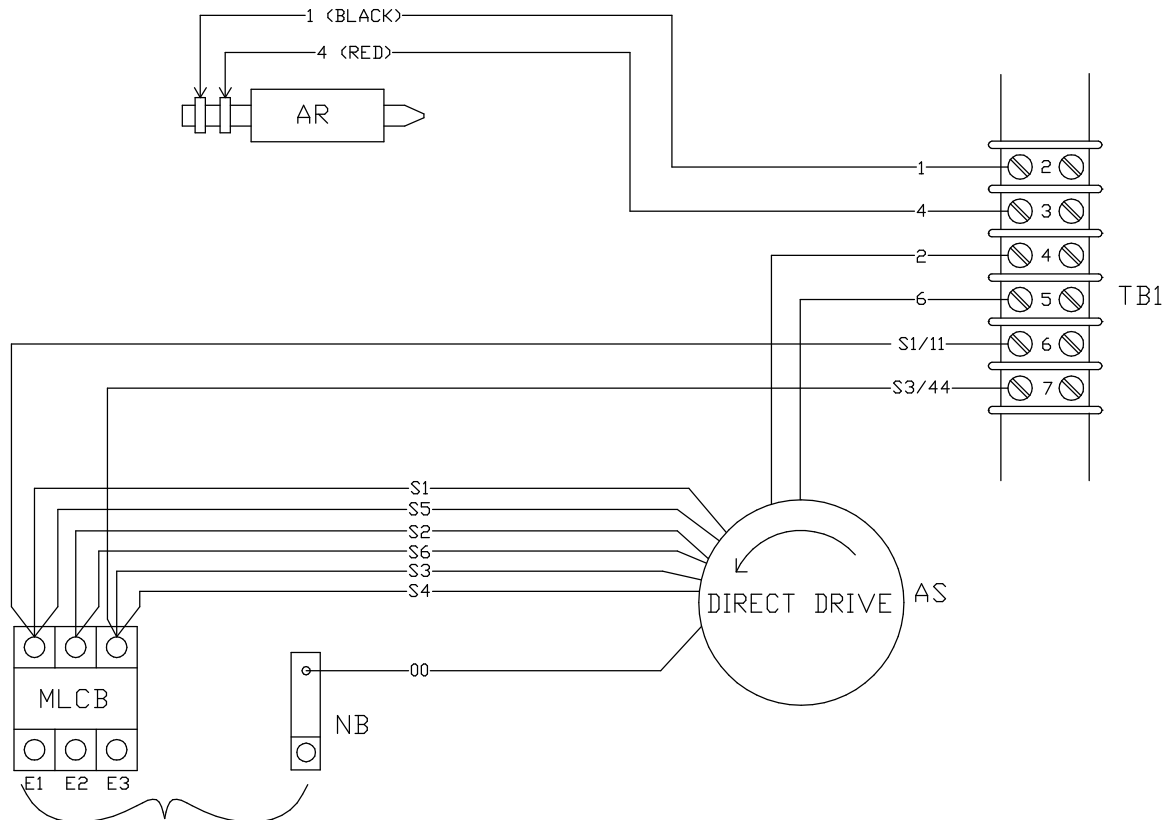 1 (BLACK)
4 (RED)
AR
1
2
4
3
2
4
6
5
TB1
S1/11
6
S3/44
7
S1
S5
S2
S6
S3
S4
AS
DIRECT DRIVE
00
MLCB
NB
E1 E2 E3